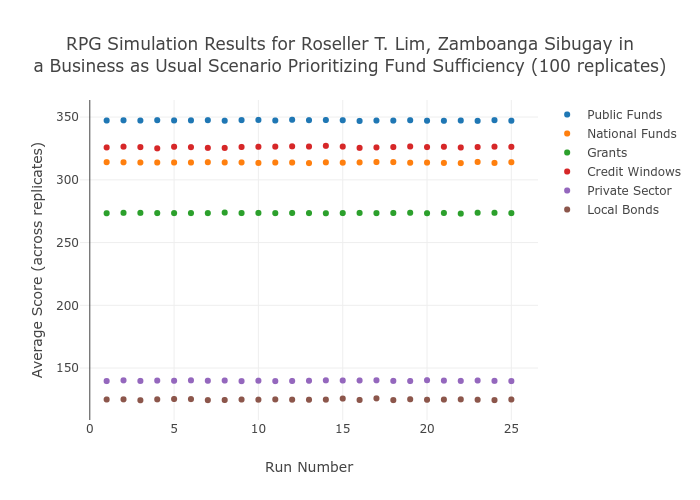 RPG Simulation Results for Roseller T. Lim, Zamboanga Sibugay in
a Business as Usual Scenario Prioritizing Fund Sufficiency (100 replicates)
Average Score (across replicates)
350
300
250
200
150
0
5
10
15
20
25
Run Number
Public Funds
National Funds
Grants
Credit Windows
Private Sector
Local Bonds